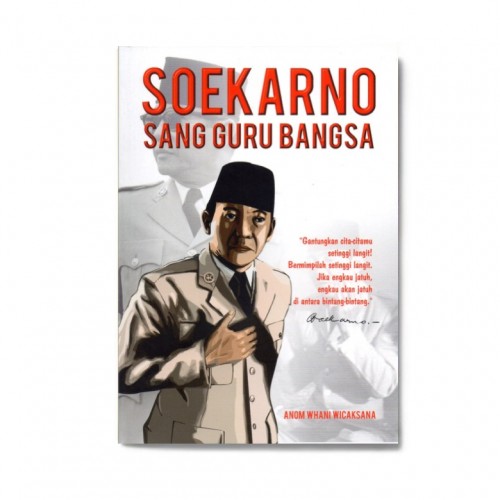 SOEKARNO
SANG GURU BANGSA
"Gantungkan cita-citamu
setinggi langit!
Bermimpilah setinggi langit.
Jika engkau jatuh,
engkau akan jatuh
di antara bintang-bintang."
Soekarno.-
ANOM WHANI WICAKSANA